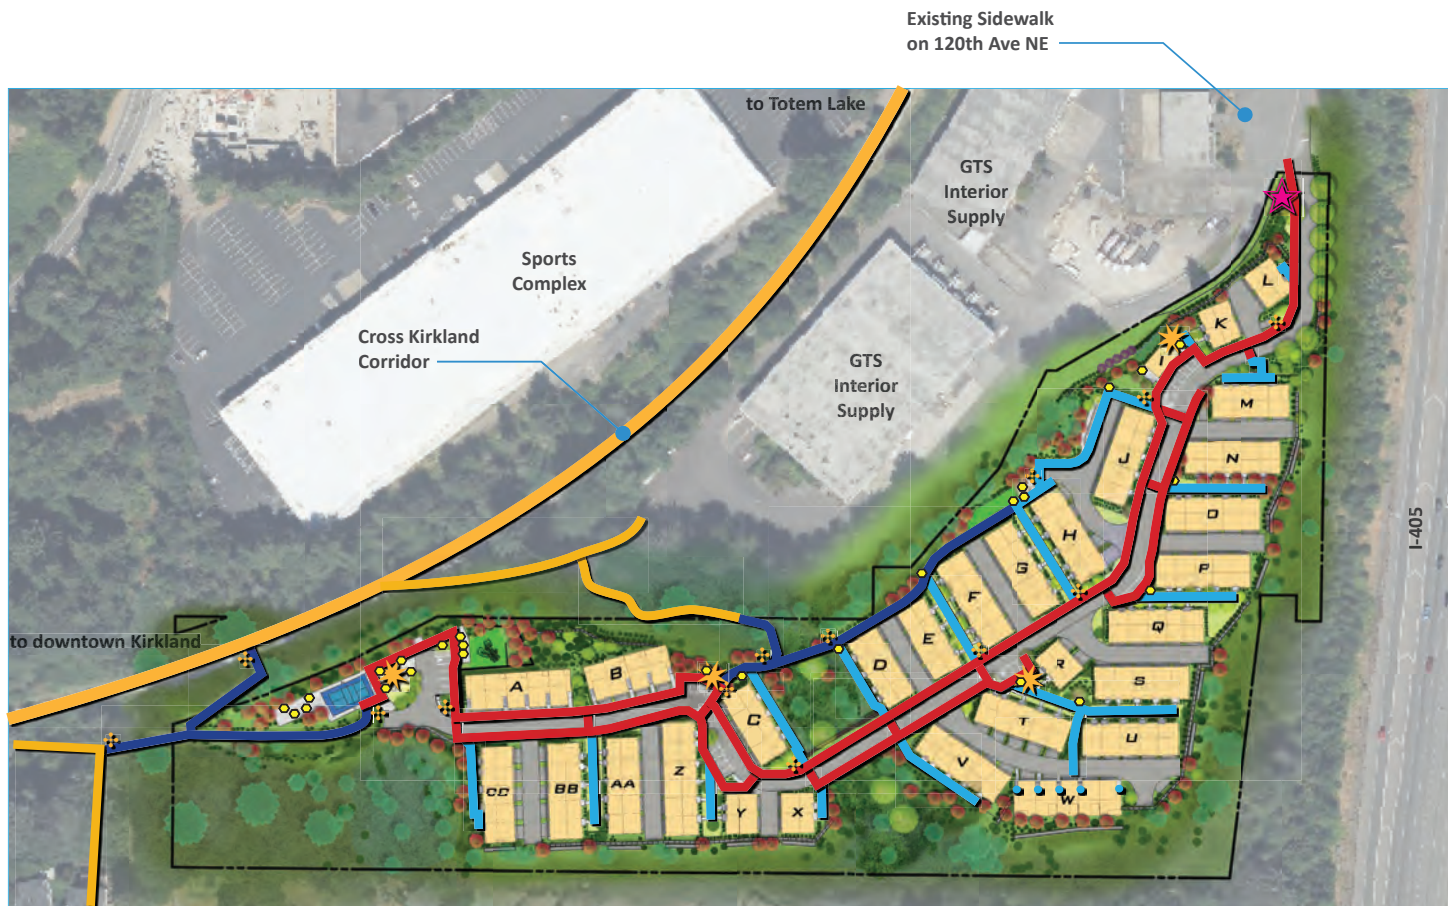 Existing Sidewalk
on 120th Ave NE
to Totem Lake
GTS
Interior
Supply
Sports
Complex
Cross Kirkland
Corridor
GTS
Interior
Supply
I-405
to downtown Kirkland
L
K
I
M
J
N
O
H
P
G
F
Q
E
D
R
S
B
A
C
T
U
V
W
CC
BB
AA
Z
Y
X